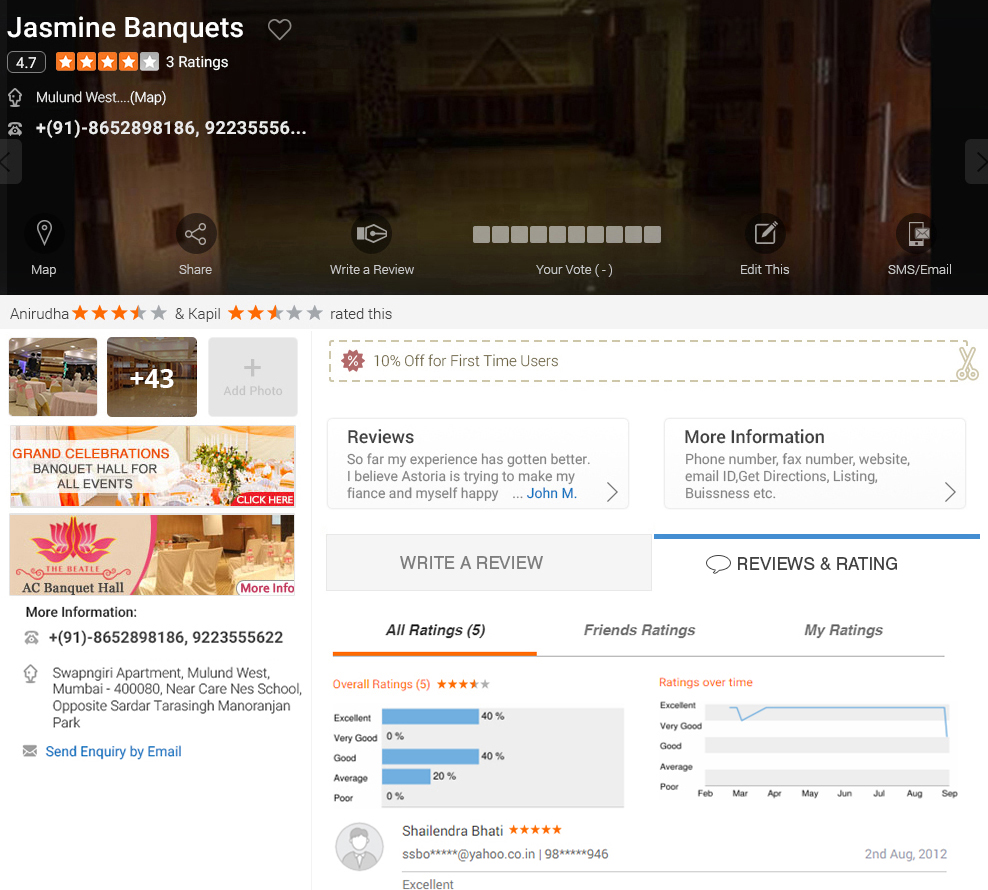 Jasmine Banquets
4.7 3 Ratings
Mulund West....(Map)
+(91)-8652898186, 92235556...
Map
Share
Write a Review
Your Vote ( - )
Edit This
SMS/Email
Anirudha & Kapil rated this
+43
+
Add Photo
GRAND CELEBRATIONS
BANQUET HALL FOR
ALL EVENTS
CLICK HERE
THE BEATLE
AC Banquet Hall
More Info
More Information:
+(91)-8652898186, 9223555622
Swapngiri Apartment, Mulund West,
Mumbai - 400080, Near Care Nes School,
Opposite Sardar Tarasingh Manoranjan
Park
Send Enquiry by Email
% 10% Off for First Time Users
Reviews
So far my experience has gotten better.
I believe Astoria is trying to make my
fiance and myself happy ... John M.
More Information
Phone number, fax number, website,
email ID,Get Directions, Listing,
Buissness etc.
WRITE A REVIEW
REVIEWS & RATING
All Ratings (5)
Friends Ratings
My Ratings
Overall Ratings (5)
Excellent 40 %
Very Good 0 %
Good 40 %
Average 20 %
Poor 0 %
Ratings over time
Excellent
Very Good
Good
Average
Poor
Feb Mar Apr May Jun Jul Aug Sep
Shailendra Bhati
ssbo*****@yahoo.co.in | 98*****946
2nd Aug, 2012
Excellent